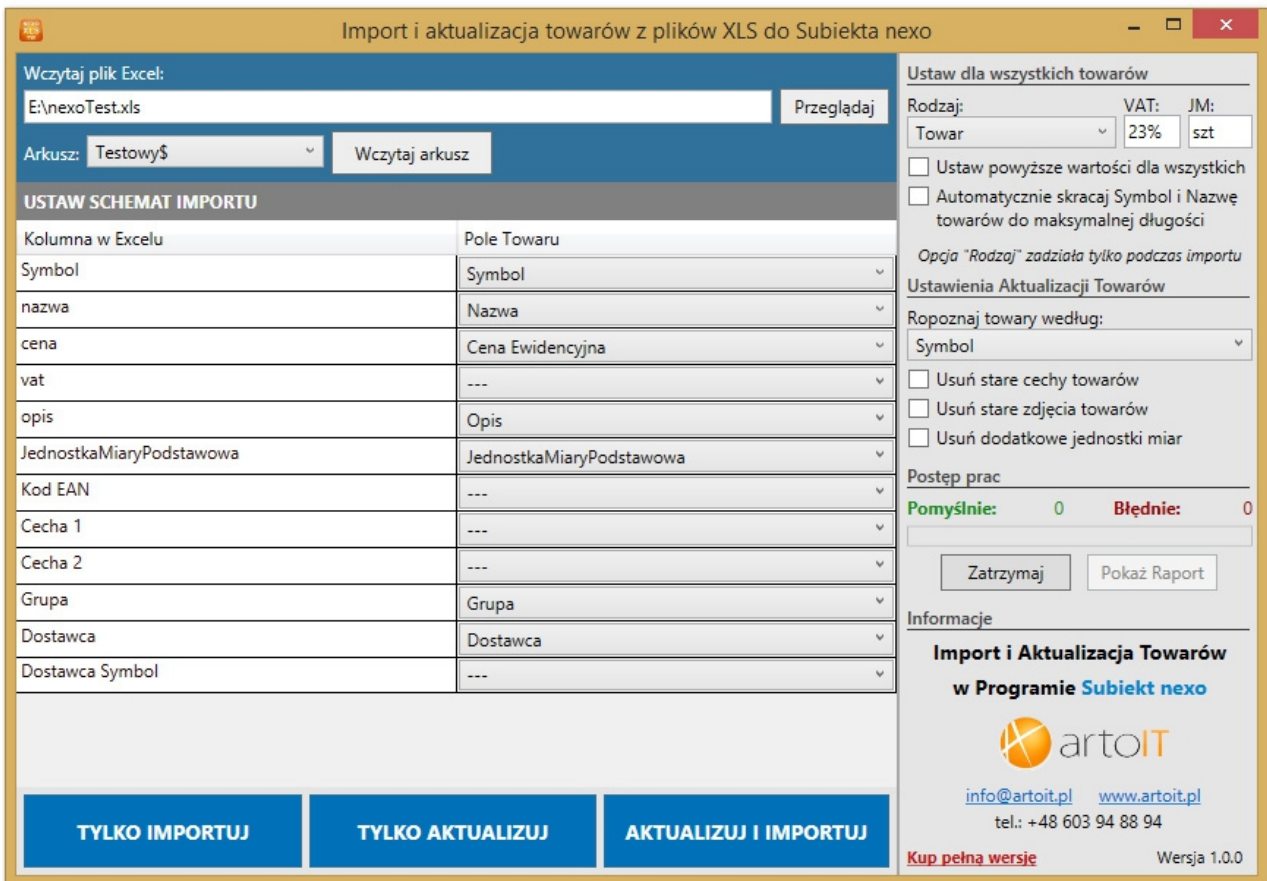 Import i aktualizacja towarów z plików XLS do Subiekta nexo
Wczytaj plik Excel:
E:\nexoTest.xls
Przeglądaj
Arkusz: Testowy$ Wczytaj arkusz
USTAW SCHEMAT IMPORTU
Kolumna w Excelu Pole Towaru
Symbol Symbol
nazwa Nazwa
cena Cena Ewidencyjna
vat ---
opis Opis
JednostkaMiaryPodstawowa JednostkaMiaryPodstawowa
Kod EAN ---
Cecha 1 ---
Cecha 2 ---
Grupa Grupa
Dostawca Dostawca
Dostawca Symbol ---
TYLKO IMPORTUJ TYLKO AKTUALIZUJ AKTUALIZUJ I IMPORTUJ
Ustaw dla wszystkich towarów
Rodzaj: VAT: JM:
Towar 23% szt
Ustaw powyższe wartości dla wszystkich
Automatycznie skracaj Symbol i Nazwę
towarów do maksymalnej długości
Opcja "Rodzaj" zadziała tylko podczas importu
Ustawienia Aktualizacji Towarów
Ropoznaj towary według:
Symbol
Usuń stare cechy towarów
Usuń stare zdjęcia towarów
Usuń dodatkowe jednostki miar
Postęp prac
Pomyślnie: 0 Błędnie: 0
Zatrzymaj Pokaż Raport
Informacje
Import i Aktualizacja Towarów
w Programie Subiekt nexo
artoIT
info@artoit.pl www.artoit.pl
tel.: +48 603 94 88 94
Kup pełną wersję Wersja 1.0.0